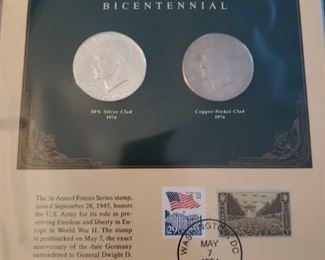 BICENTENNIAL
40% Silver Clad
1976
Copper-Nickel Clad
1976
The 3¢ Armed Forces Series stamp,
issued September 28, 1945, honors
the U.S. Army for its role in pre-
serving freedom and liberty in Eu-
rope in World War II. The stamp
is postmarked on May 7, the exact
anniversary of the date Germany
surrendered to General Dwight D.
29
WASHINGTON, DC
MAY
7